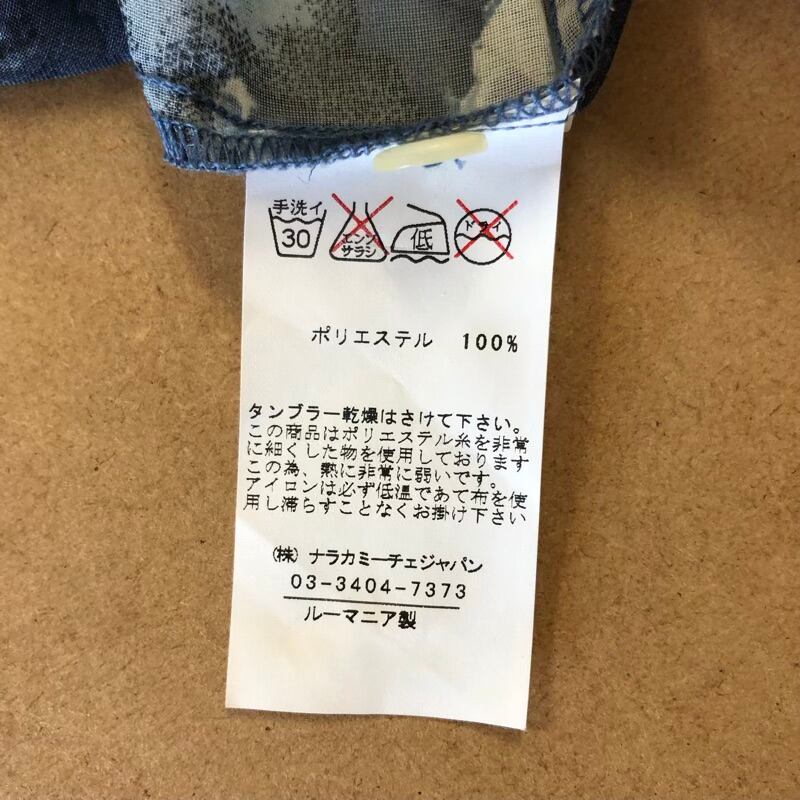 手洗イ
30
エンソ
サラシ
低
ドライ
ポリエステル 100%
タンブラー乾燥はさけて下さい。
この商品はポリエステル糸を非常
に細くした物を使用しております
この為、熱に非常に弱いです。
アイロンは必ず低温であて布を使
用し滞らすことなくお掛け下さい
(株) ナラカミーチェジャパン
03-3404-7373
ルーマニア製